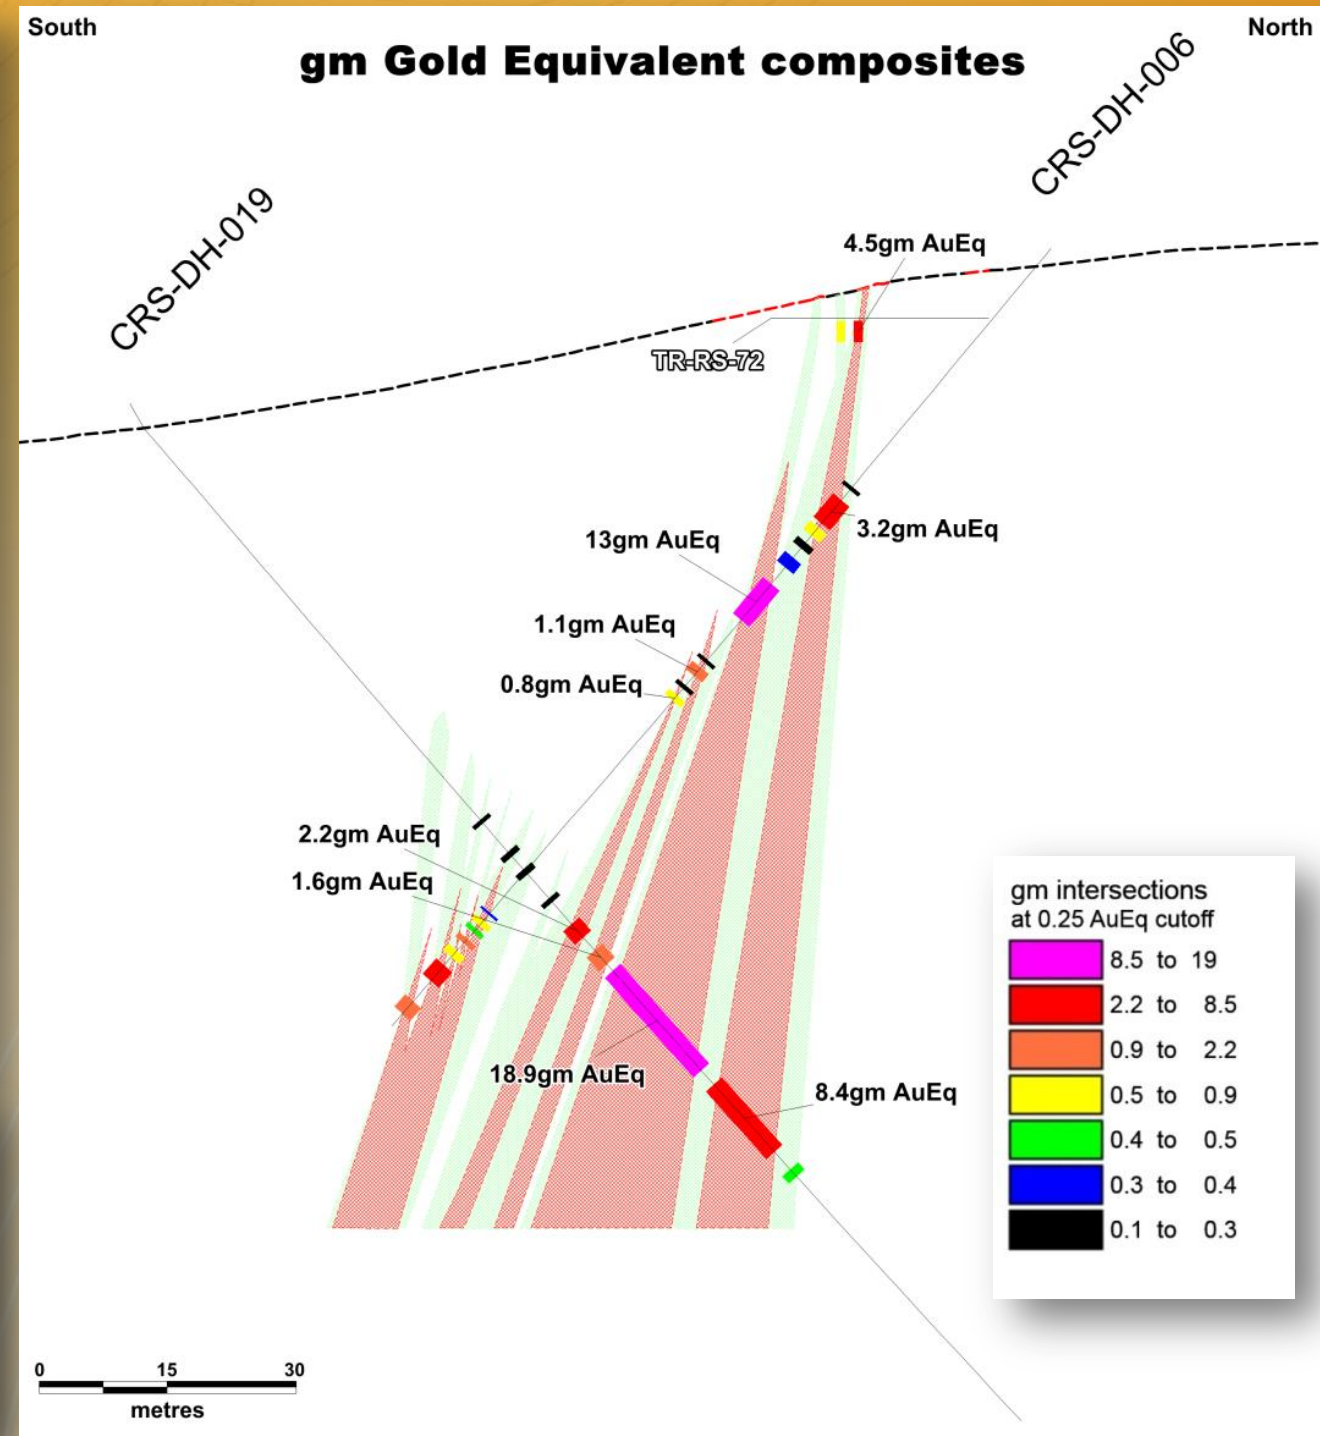 South
North
gm Gold Equivalent composites
CRS-DH-006
CRS-DH-019
4.5gm AuEq
TR-RS-72
3.2gm AuEq
13gm AuEq
1.1gm AuEq
0.8gm AuEq
2.2gm AuEq
1.6gm AuEq
18.9gm AuEq
8.4gm AuEq
gm intersections
at 0.25 AuEq cutoff
8.5 to 19
2.2 to 8.5
0.9 to 2.2
0.5 to 0.9
0.4 to 0.5
0.3 to 0.4
0.1 to 0.3
0 15 30
metres